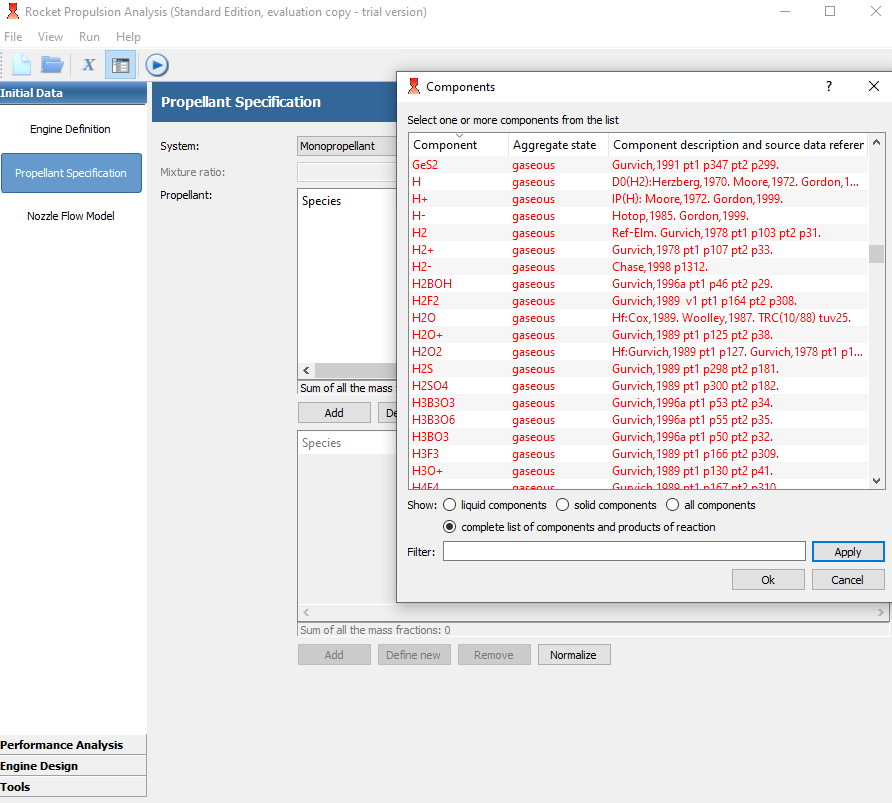 Rocket Propulsion Analysis (Standard Edition, evaluation copy - trial version)
File View Run Help
X
Initial Data
Engine Definition
Propellant Specification
Nozzle Flow Model
Performance Analysis
Engine Design
Tools
Propellant Specification
System: Monopropellant
Mixture ratio:
Propellant:
Species
Sum of all the mass
Add De
Species
Sum of all the mass fractions: 0
Add Define new Remove Normalize
Components ?
Select one or more components from the list
Component Aggregate state Component description and source data referen
GeS2 gaseous Gurvich,1991 pt1 p347 pt2 p299.
H gaseous D0(H2):Herzberg,1970. Moore,1972. Gordon,1...
H+ gaseous IP(H): Moore,1972. Gordon,1999.
H- gaseous Hotop,1985. Gordon,1999.
H2 gaseous Ref-Elm. Gurvich,1978 pt1 p103 pt2 p31.
H2+ gaseous Gurvich,1978 pt1 p107 pt2 p33.
H2- gaseous Chase,1998 p1312.
H2BOH gaseous Gurvich,1996a pt1 p46 pt2 p29.
H2F2 gaseous Gurvich,1989 v1 pt1 p164 pt2 p308.
H2O gaseous Hf:Cox,1989. Woolley,1987. TRC(10/88) tuv25.
H2O+ gaseous Gurvich,1989 pt1 p125 pt2 p38.
H2O2 gaseous Hf:Gurvich,1989 pt1 p127. Gurvich,1978 pt1 p1...
H2S gaseous Gurvich,1989 pt1 p298 pt2 p181.
H2SO4 gaseous Gurvich,1989 pt1 p300 pt2 p182.
H3B3O3 gaseous Gurvich,1996a pt1 p53 pt2 p34.
H3B3O6 gaseous Gurvich,1996a pt1 p55 pt2 p35.
H3BO3 gaseous Gurvich,1996a pt1 p50 pt2 p32.
H3F3 gaseous Gurvich,1989 pt1 p166 pt2 p309.
H3O+ gaseous Gurvich,1989 pt1 p130 pt2 p41.
H4F4 gaseous Gurvich,1989 pt1 p167 pt2 p310
Show: liquid components solid components all components
complete list of components and products of reaction
Filter: Apply
Ok Cancel